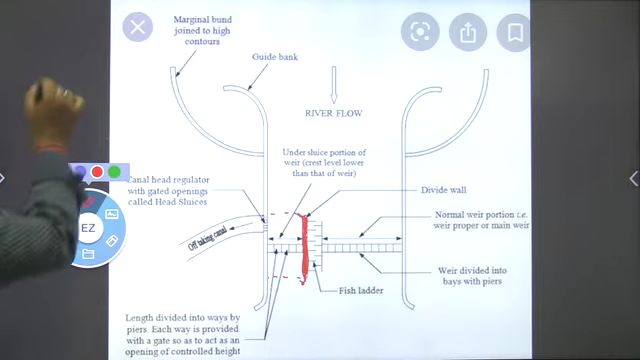 Marginal bund
joined to high
contours
Guide bank
RIVER FLOW
Under sluice portion of
weir (crest level lower
than that of weir)
Canal head regulator
with gated openings
called Head Sluices
Divide wall
Normal weir portion i.e.
weir proper or main weir
Off taking canal
EZ
Weir divided into
bays with piers
Fish ladder
Length divided into ways by
piers. Each way is provided
with a gate so as to act as an
opening of controlled height